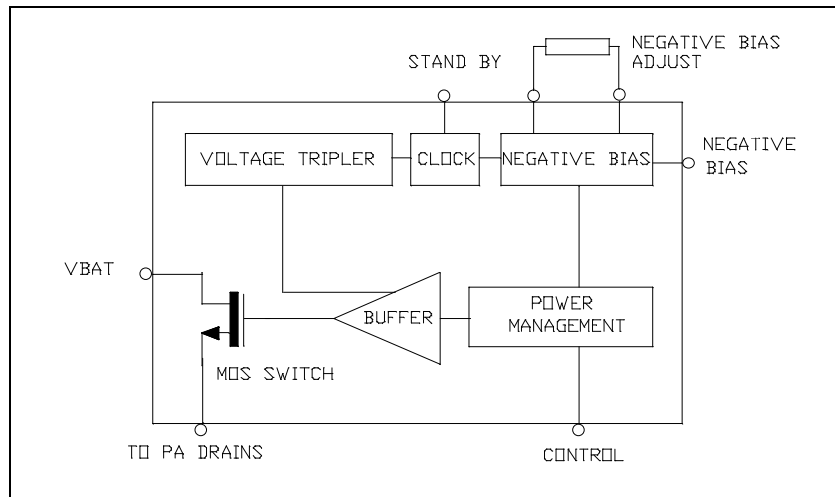 STAND BY
NEGATIVE BIAS
ADJUST
VOLTAGE TRIPLER
CLOCK
NEGATIVE BIAS
NEGATIVE
BIAS
VBAT
BUFFER
POWER
MANAGEMENT
MOS SWITCH
TO PA DRAINS
CONTROL